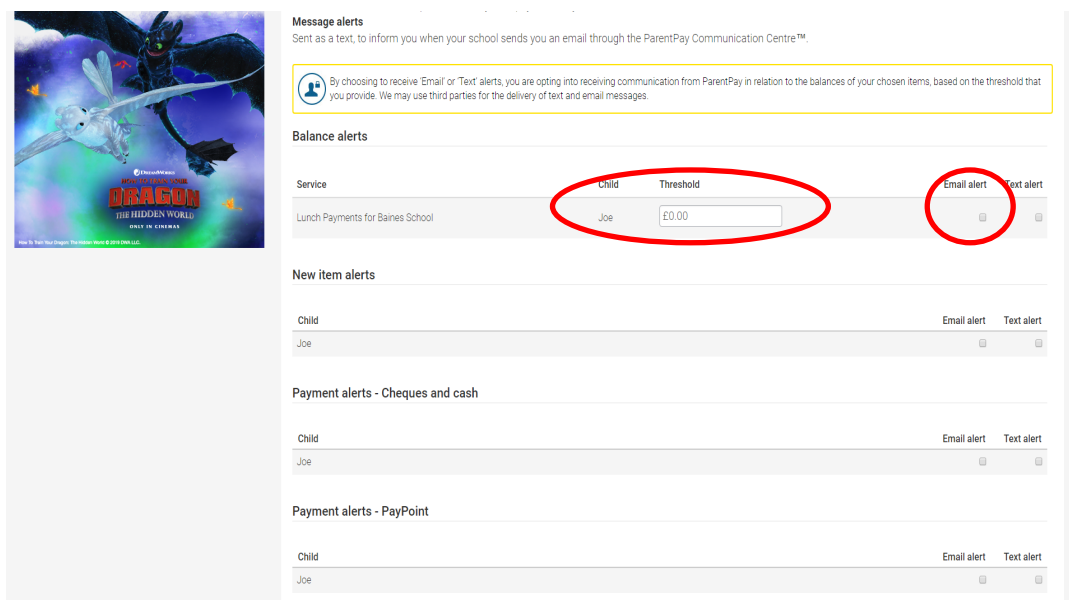 Message alerts
Sent as a text, to inform you when your school sends you an email through the ParentPay Communication Centre™.
By choosing to receive 'Email' or 'Text' alerts, you are opting into receiving communication from ParentPay in relation to the balances of your chosen items, based on the threshold that
you provide. We may use third parties for the delivery of text and email messages.
Balance alerts
Service Child Threshold Email alert Text alert
Lunch Payments for Baines School Joe £0.00
New item alerts
Child Email alert Text alert
Joe
Payment alerts - Cheques and cash
Child Email alert Text alert
Joe
Payment alerts - PayPoint
Child Email alert Text alert
Joe
DREAMWORKS
HOW TO TRAIN YOUR
DRAGON
THE HIDDEN WORLD
ONLY IN CINEMAS
How To Train Your Dragon: The Hidden World © 2019 DWA LLC.